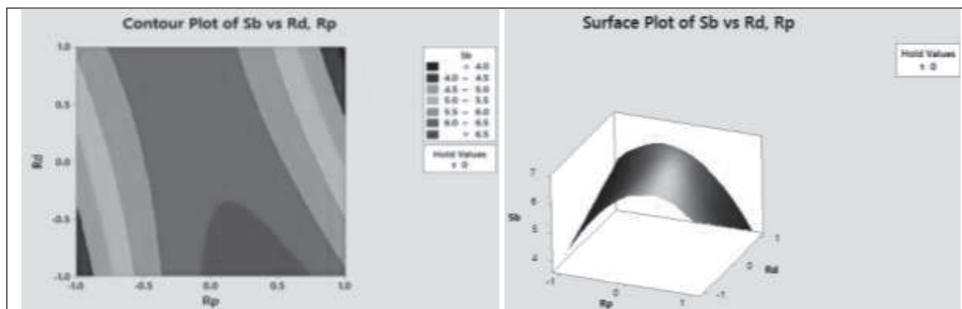 Contour Plot of Sb vs Rd, Rp
1.0
0.5
0.0
-0.5
-1.0
Rd
-1.0 -0.5 0.0 0.5 1.0
Rp
Sb
< 4.0
4.0 – 4.5
4.5 – 5.0
5.0 – 5.5
5.5 – 6.0
6.0 – 6.5
> 6.5
Hold Values
t 0
Surface Plot of Sb vs Rd, Rp
Hold Values
t 0
7
6
5
4
Sb
-1 0 1
Rp
-1 0 1
Rd